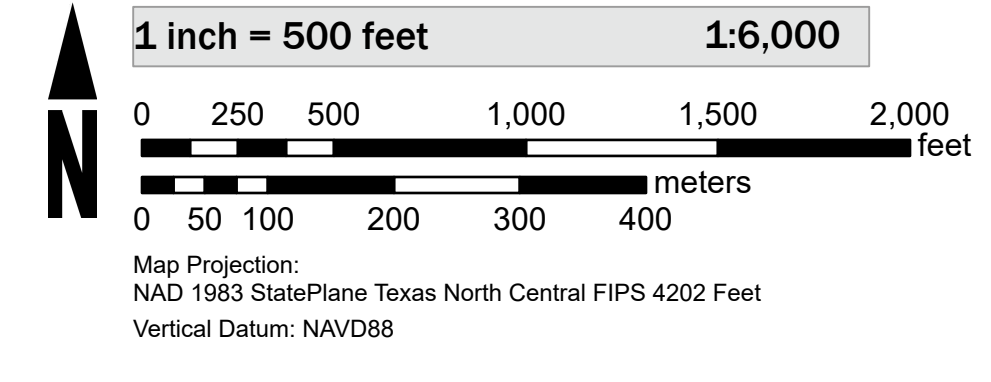 1 inch = 500 feet 1:6,000
0 250 500 1,000 1,500 2,000
feet
meters
0 50 100 200 300 400
N
Map Projection:
NAD 1983 StatePlane Texas North Central FIPS 4202 Feet
Vertical Datum: NAVD88